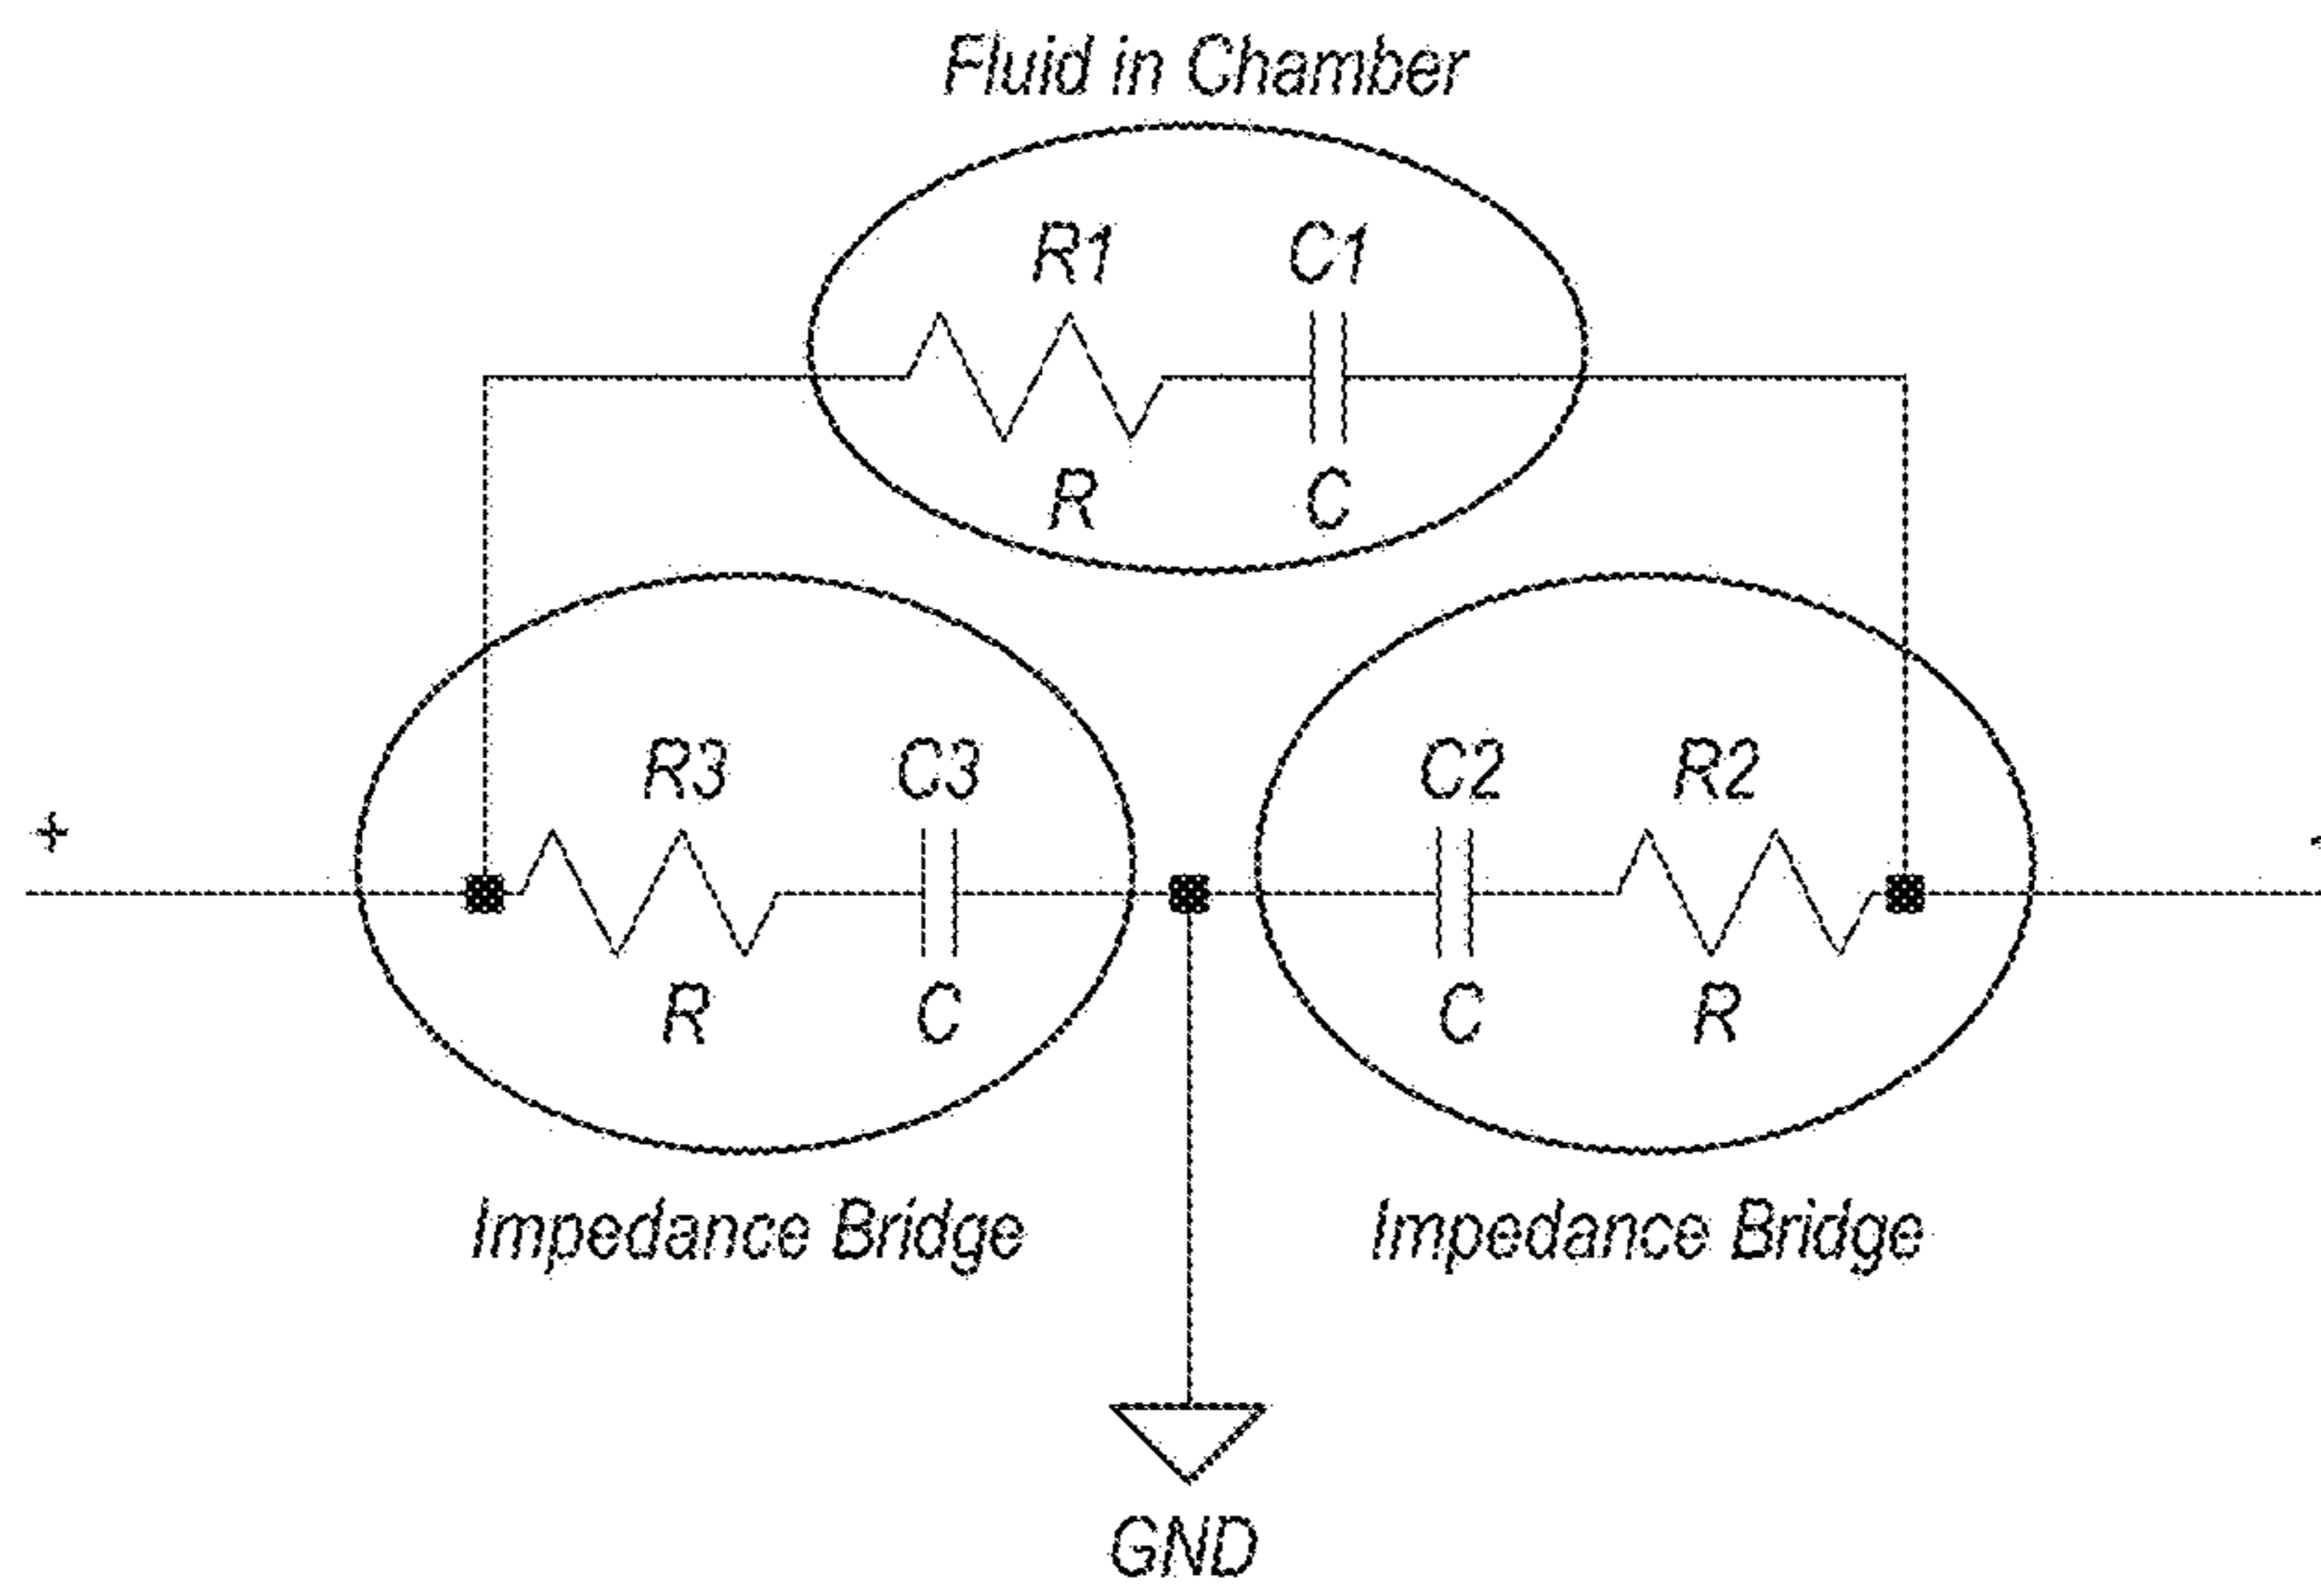 Fluid in Chamber
R1 C1
R C
R3 C3 C2 R2
+ -
R C C R
Impedance Bridge Impedance Bridge
GND